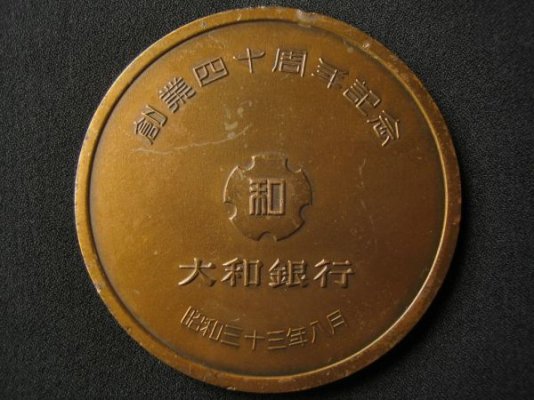 創業四十周年記念
和
大和銀行
昭和三十三年八月